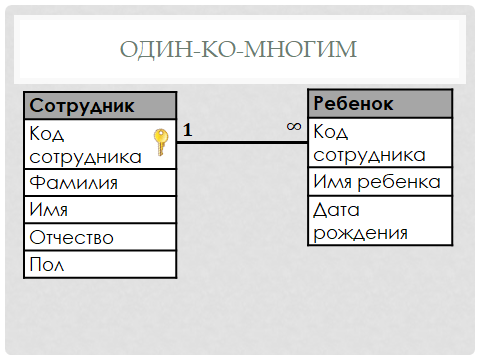 ОДИН-КО-МНОГИМ
Сотрудник
Код
сотрудника
Фамилия
Имя
Отчество
Пол
1
∞
Ребенок
Код
сотрудника
Имя ребенка
Дата
рождения